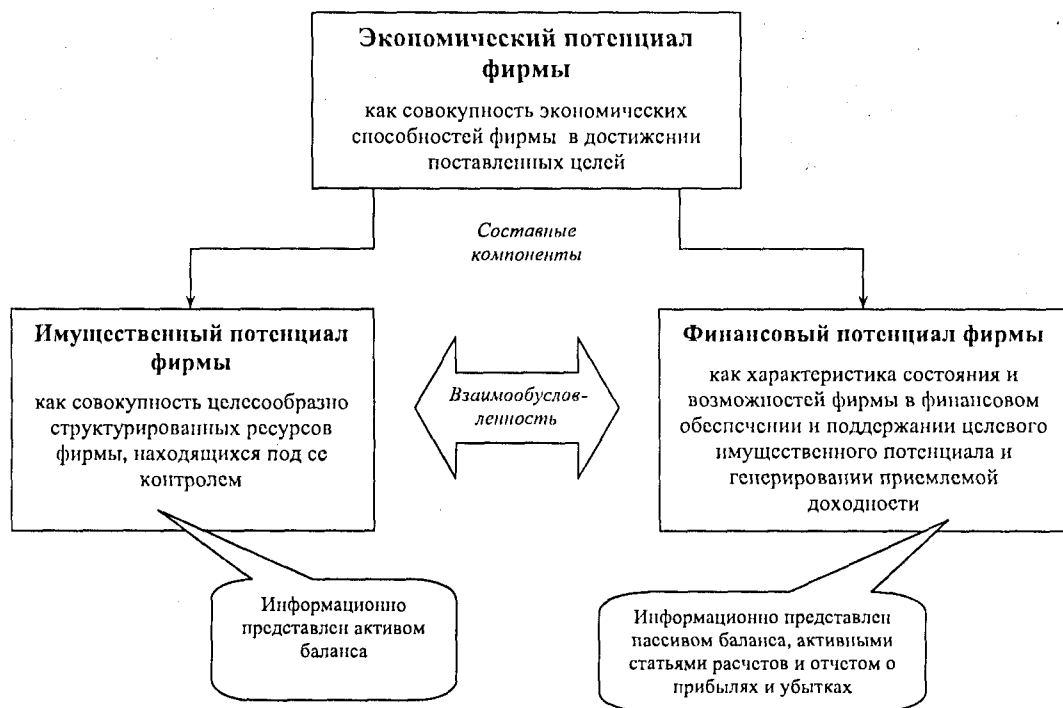 Экономический потенциал
фирмы
как совокупность экономических
способностей фирмы в достижении
поставленных целей
Составные
компоненты
Имущественный потенциал
фирмы
как совокупность целесообразно
структурированных ресурсов
фирмы, находящихся под ее
контролем
Взаимообуслов-
ленность
Финансовый потенциал фирмы
как характеристика состояния и
возможностей фирмы в финансовом
обеспечении и поддержании целевого
имущественного потенциала и
генерировании приемлемой
доходности
Информационно
представлен активом
баланса
Информационно представлен
пассивом баланса, активными
статьями расчетов и отчетом о
прибылях и убытках